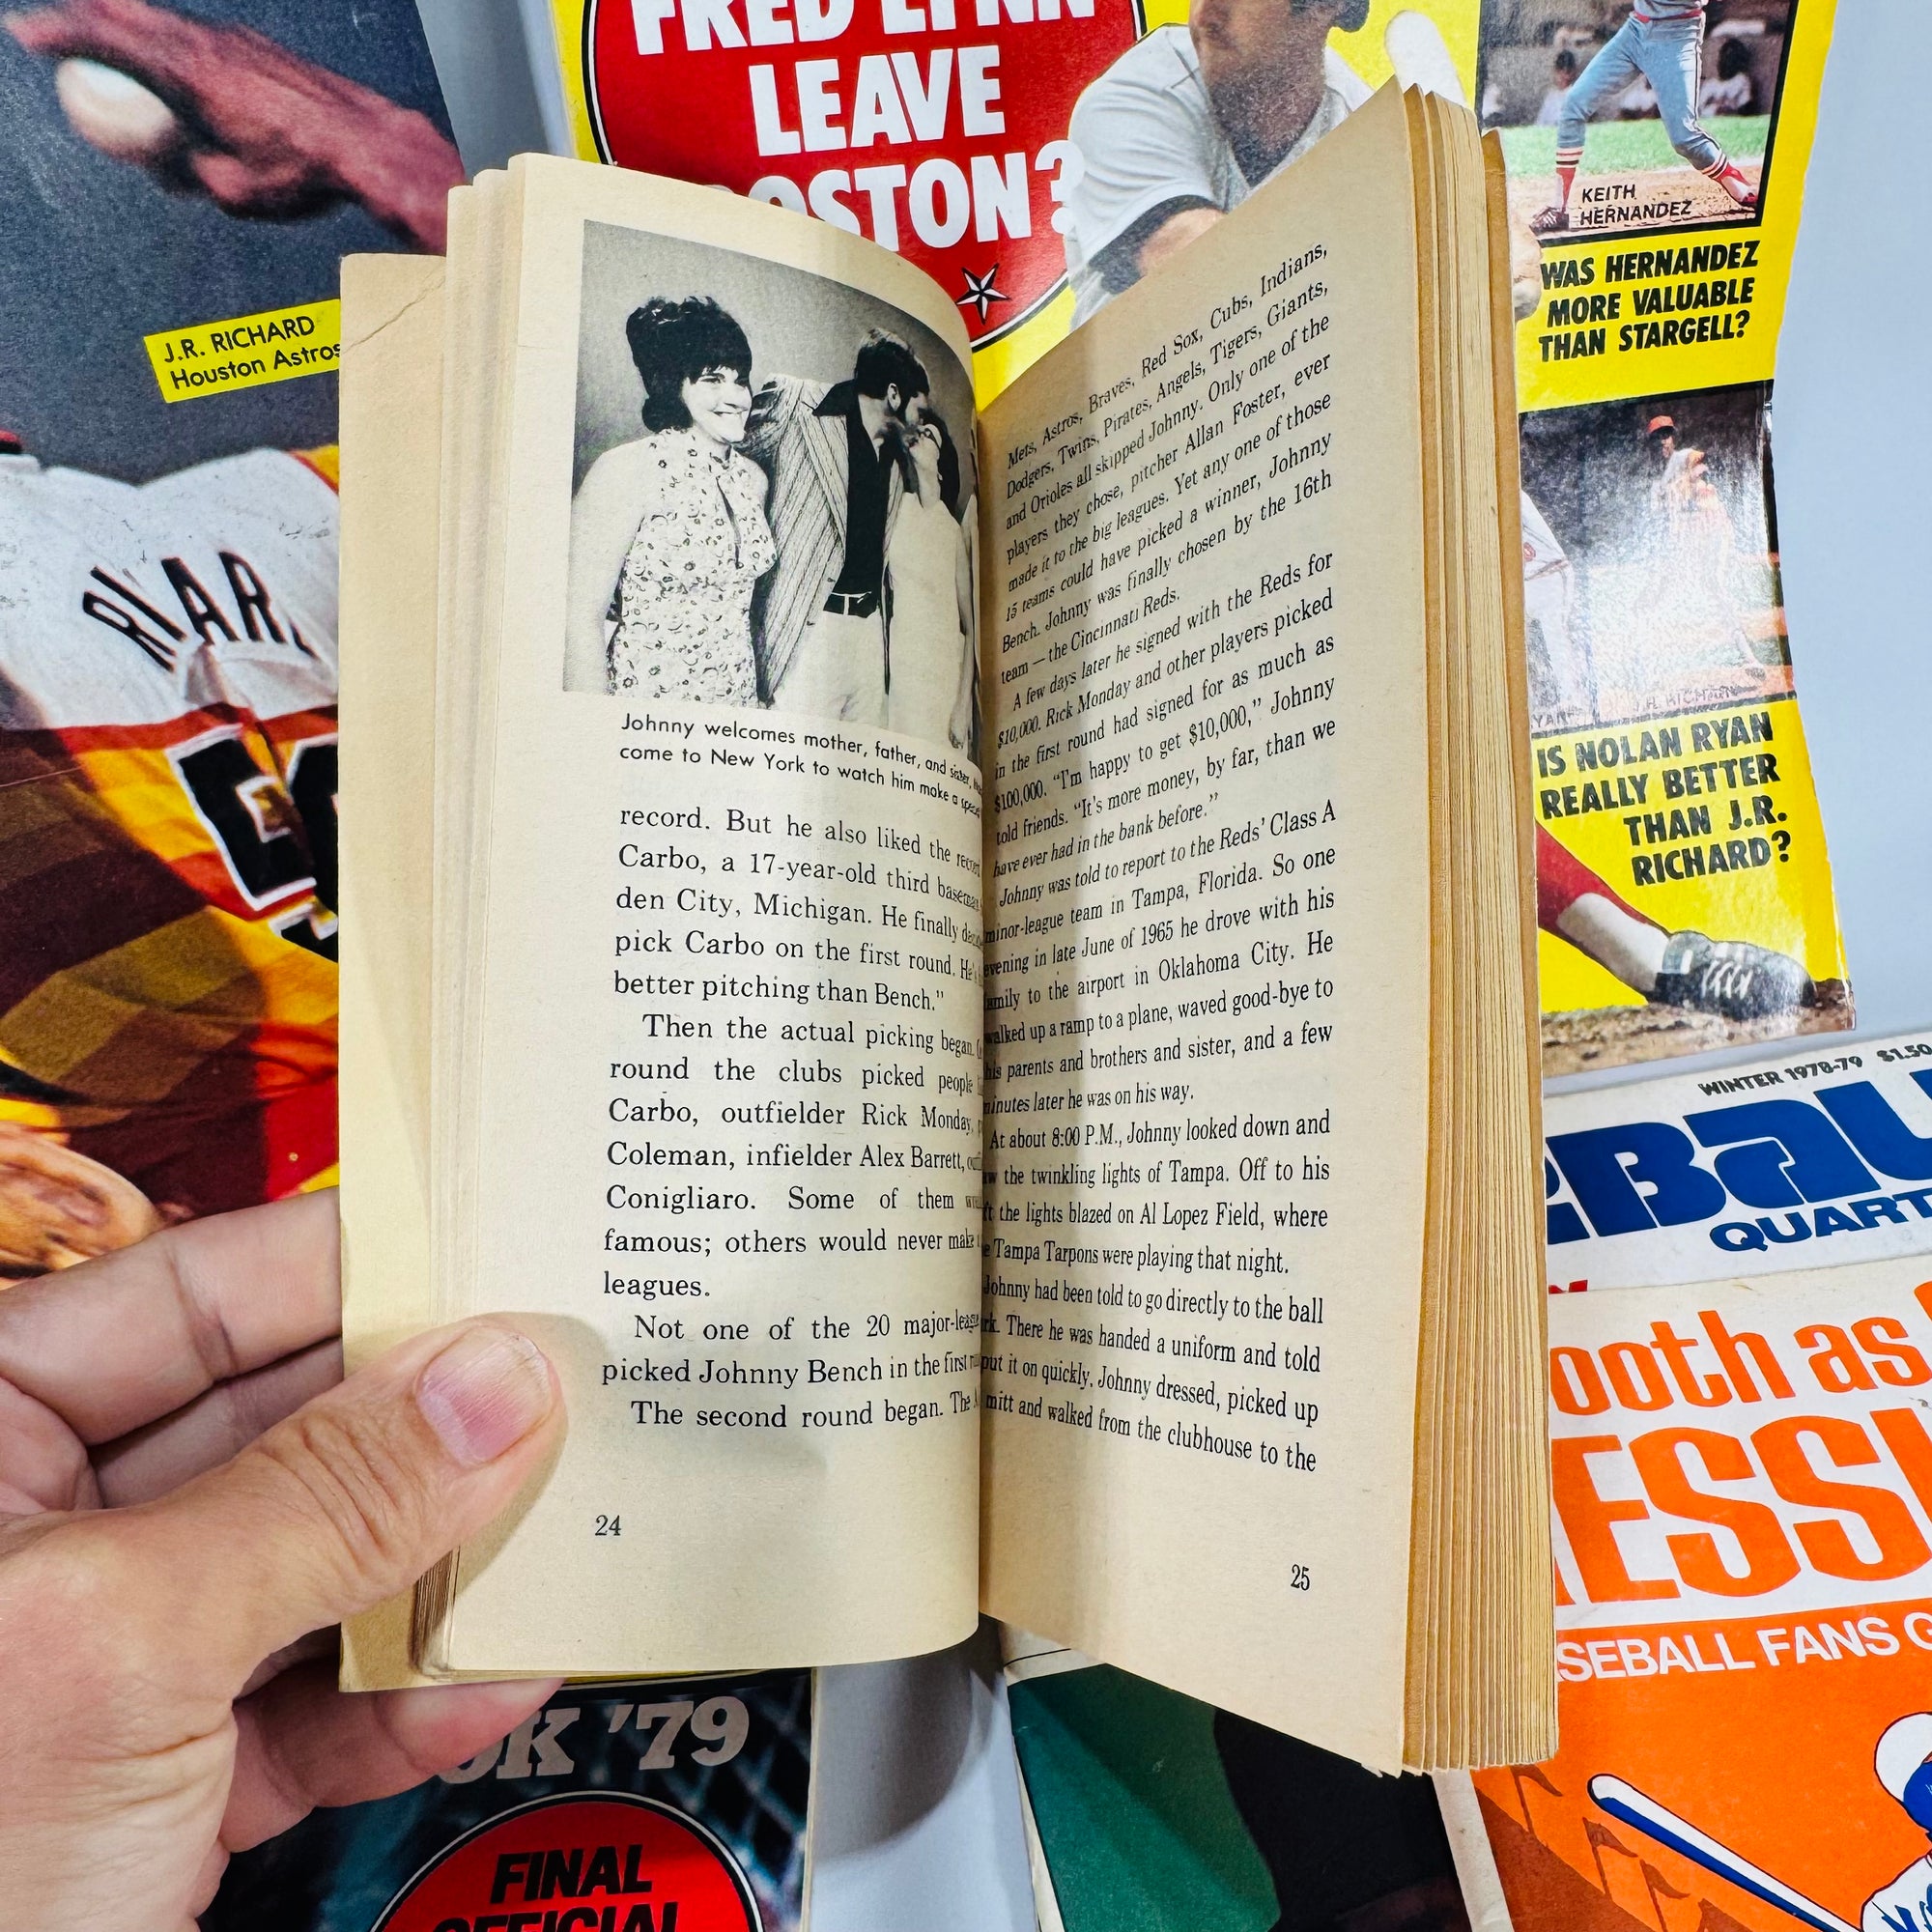 FRED LYNN
LEAVE
BOSTON?
J.R. RICHARD
Houston Astros
KEITH
HERNANDEZ
WAS HERNANDEZ
MORE VALUABLE
THAN STARGELL?
IS NOLAN RYAN
REALLY BETTER
THAN J.R.
RICHARD?
Johnny welcomes mother, father, and sister,
come to New York to watch him make a
record. But he also liked the
Carbo, a 17-year-old third baseman
den City, Michigan. He finally
pick Carbo on the first round.
better pitching than Bench."
Then the actual picking began.
round the clubs picked people
Carbo, outfielder Rick Monday,
Coleman, infielder Alex Barrett,
Conigliaro. Some of them
famous; others would never make
leagues.
Not one of the 20 major-league
picked Johnny Bench in the first
The second round began. The
24
Mets, Astros, Braves, Red Sox, Cubs, Indians,
Dodgers, Twins, Pirates, Angels, Tigers, Giants,
and Orioles all skipped Johnny. Only one of the
players they chose, pitcher Allan Foster, ever
made it to the big leagues. Yet any one of those
15 teams could have picked a winner, Johnny
Bench. Johnny was finally chosen by the 16th
team — the Cincinnati Reds.
A few days later he signed with the Reds for
$10,000. Rick Monday and other players picked
in the first round had signed for as much as
$100,000. "I'm happy to get $10,000," Johnny
told friends. "It's more money, by far, than we
have ever had in the bank before."
Johnny was told to report to the Reds' Class A
minor-league team in Tampa, Florida. So one
evening in late June of 1965 he drove with his
family to the airport in Oklahoma City. He
walked up a ramp to a plane, waved good-bye to
his parents and brothers and sister, and a few
minutes later he was on his way.
At about 8:00 P.M., Johnny looked down and
the twinkling lights of Tampa. Off to his
the lights blazed on Al Lopez Field, where
Tampa Tarpons were playing that night.
Johnny had been told to go directly to the ball
There he was handed a uniform and told
put it on quickly. Johnny dressed, picked up
mitt and walked from the clubhouse to the
25
WINTER 1978-79 $1.50
QUART
ooth as
ESSI
ASEBALL FANS
OK '79
FINAL
OFFICIAL